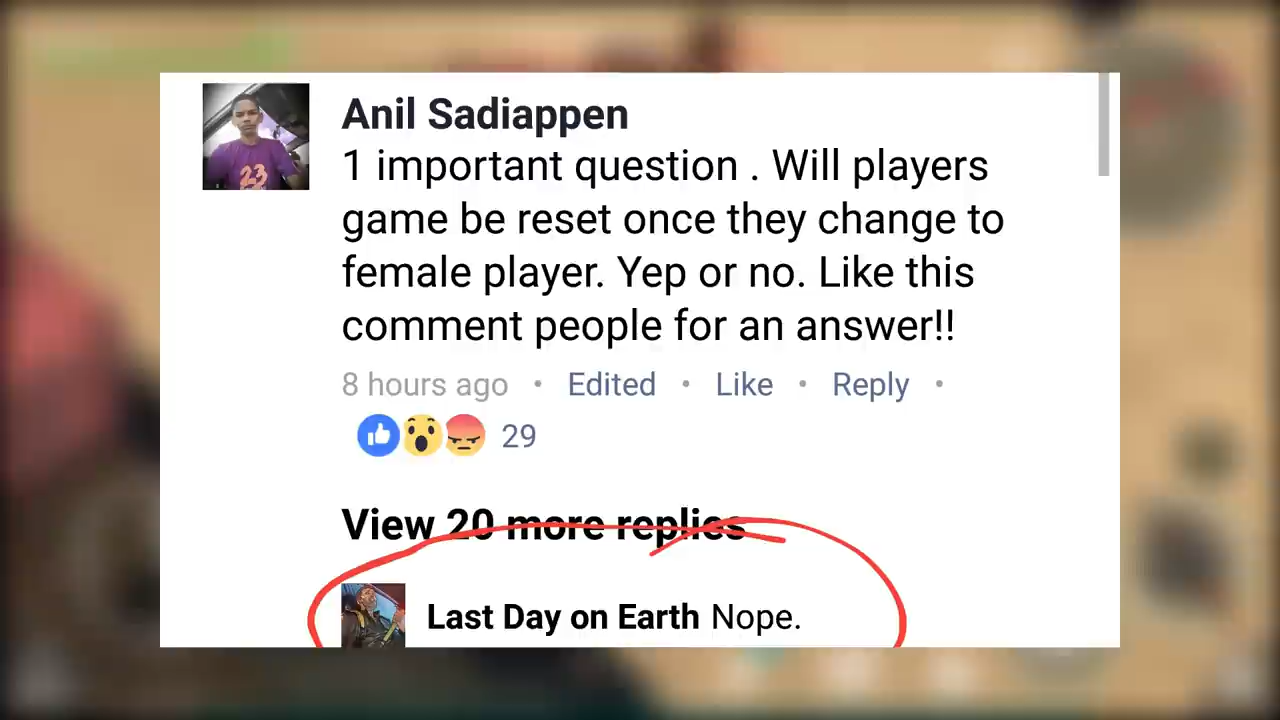 Anil Sadiappen
1 important question . Will players
game be reset once they change to
female player. Yep or no. Like this
comment people for an answer!!
8 hours ago • Edited • Like • Reply •
29
View 20 more replies
Last Day on Earth Nope.
23